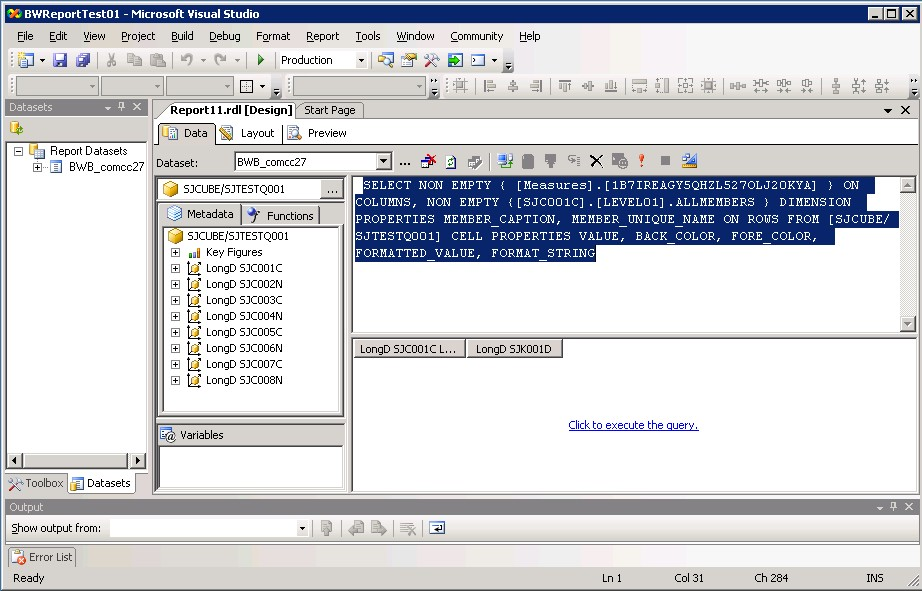 BWReportTest01 - Microsoft Visual Studio
File Edit View Project Build Debug Format Report Tools Window Community Help
Production
Datasets
Report Datasets
BWB_comcc27
Toolbox Datasets
Report11.rdl [Design] Start Page
Data Layout Preview
Dataset: BWB_comcc27 ...
SJCUBE/SJTESTQ001 ...
Metadata Functions
SJCUBE/SJTESTQ001
Key Figures
LongD SJC001C
LongD SJC002N
LongD SJC003C
LongD SJC004N
LongD SJC005C
LongD SJC006N
LongD SJC007C
LongD SJC008N
Variables
SELECT NON EMPTY { [Measures].[1B7IREAGY5QHZL527OLJ2OKYA] } ON
COLUMNS, NON EMPTY {[SJC001C].[LEVEL01].ALLMEMBERS } DIMENSION
PROPERTIES MEMBER_CAPTION, MEMBER_UNIQUE_NAME ON ROWS FROM [SJCUBE/
SJTESTQ001] CELL PROPERTIES VALUE, BACK_COLOR, FORE_COLOR,
FORMATTED_VALUE, FORMAT_STRING
LongD SJC001C L... LongD SJK001D
Click to execute the query.
Output
Show output from:
Error List
Ready Ln 1 Col 31 Ch 284 INS